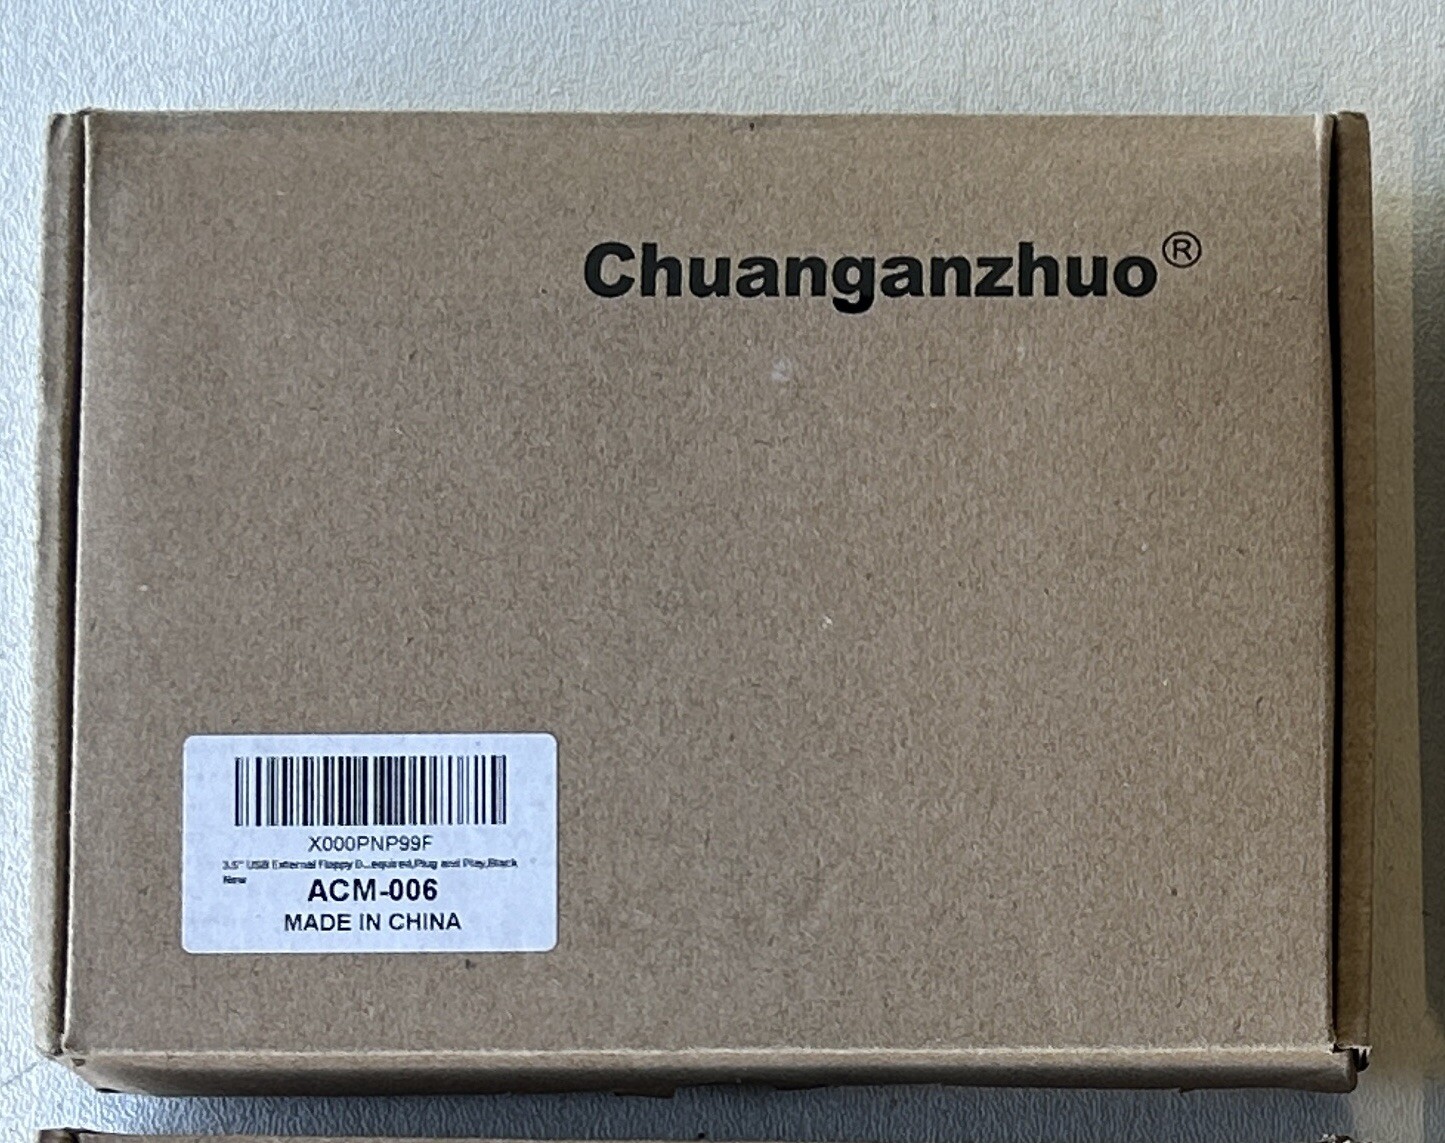 Chuanganzhuo®
X000PNP99F
3.5" USB External Floppy D...equired,Plug and Play,Black
New
ACM-006
MADE IN CHINA